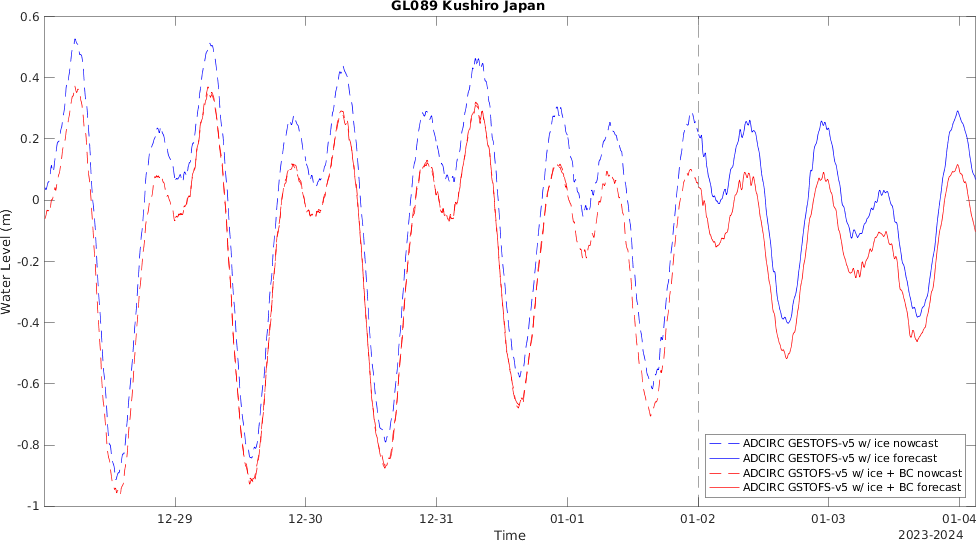 GL089 Kushiro Japan
0.6
0.4
0.2
0
-0.2
-0.4
-0.6
-0.8
-1
Water Level (m)
12-29
12-30
12-31
01-01
01-02
01-03
01-04
Time
2023-2024
ADCIRC GESTOFS-v5 w/ ice nowcast
ADCIRC GESTOFS-v5 w/ ice forecast
ADCIRC GSTOFS-v5 w/ ice + BC nowcast
ADCIRC GSTOFS-v5 w/ ice + BC forecast